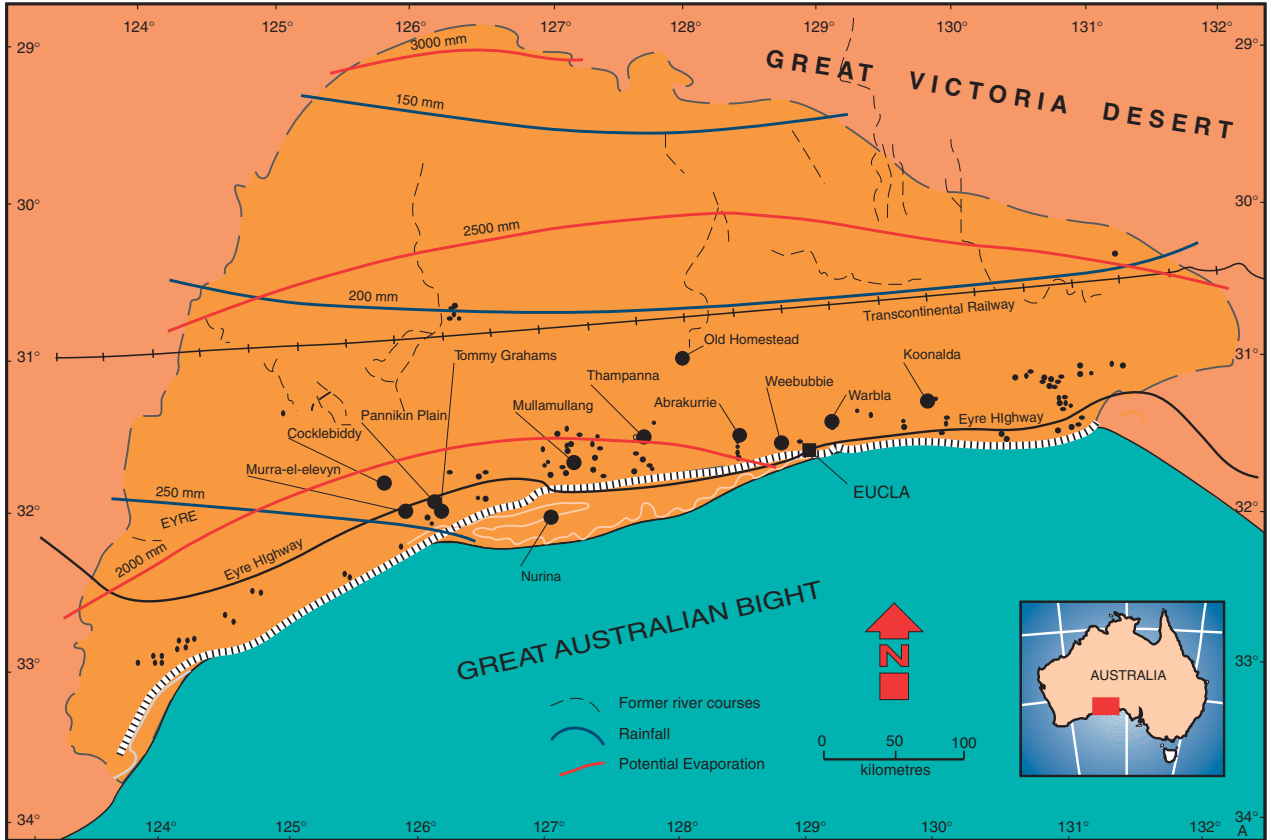 124° 125° 126° 127° 128° 129° 130° 131° 132°
29° 29°
3000 mm
GREAT VICTORIA DESERT
150 mm
30° 30°
2500 mm
200 mm
Transcontinental Railway
31° 31°
Old Homestead
Tommy Grahams
Koonalda
Thampanna
Weebubbie
Warbla
Abrakurrie
Mullamullang
Pannikin Plain
Eyre HIghway
Cocklebiddy
Murra-el-elevyn
250 mm
EUCLA
32° 32°
EYRE
2000 mm
Eyre HIghway
Nurina
GREAT AUSTRALIAN BIGHT
N
33° 33°
AUSTRALIA
Former river courses
Rainfall
Potential Evaporation
0 50 100
kilometres
34° 34°
124° 125° 126° 127° 128° 129° 130° 131° 132°
A